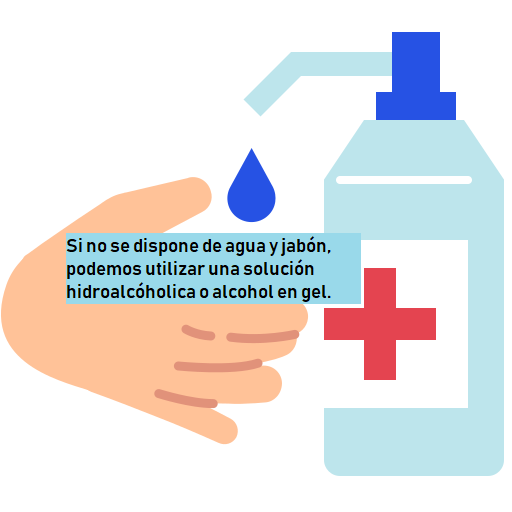 Si no se dispone de agua y jabón,
podemos utilizar una solución
hidroalcóholica o alcohol en gel.